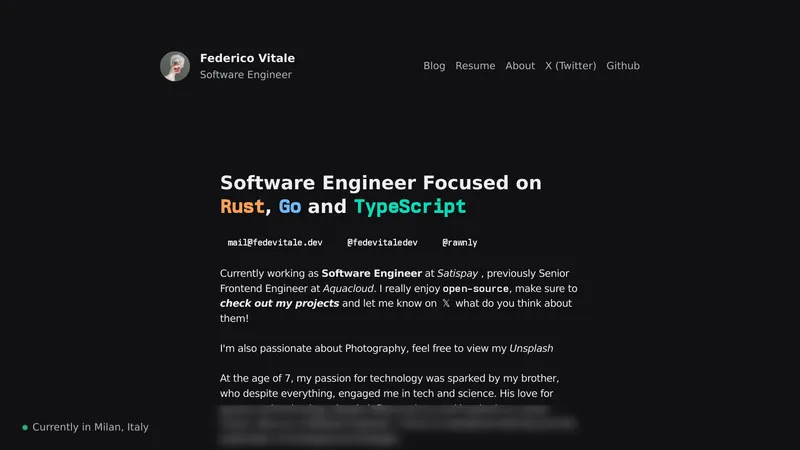 Federico Vitale
Software Engineer
Blog Resume About X (Twitter) Github
Software Engineer Focused on
Rust, Go and TypeScript
mail@fedevitale.dev @fedevitaledev @rawnly
Currently working as Software Engineer at Satispay , previously Senior
Frontend Engineer at Aquacloud. I really enjoy open-source, make sure to
check out my projects and let me know on 𝕏 what do you think about
them!
I'm also passionate about Photography, feel free to view my Unsplash
At the age of 7, my passion for technology was sparked by my brother,
who despite everything, engaged me in tech and science. His love for
Currently in Milan, Italy